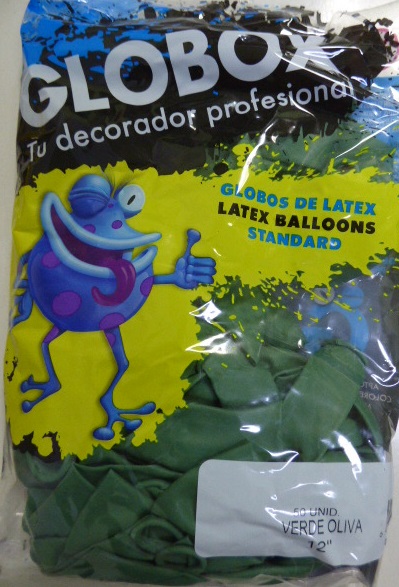 GLOBOX
Tu decorador profesional
GLOBOS DE LATEX
LATEX BALLOONS
STANDARD
50 UNID.
VERDE OLIVA
12"